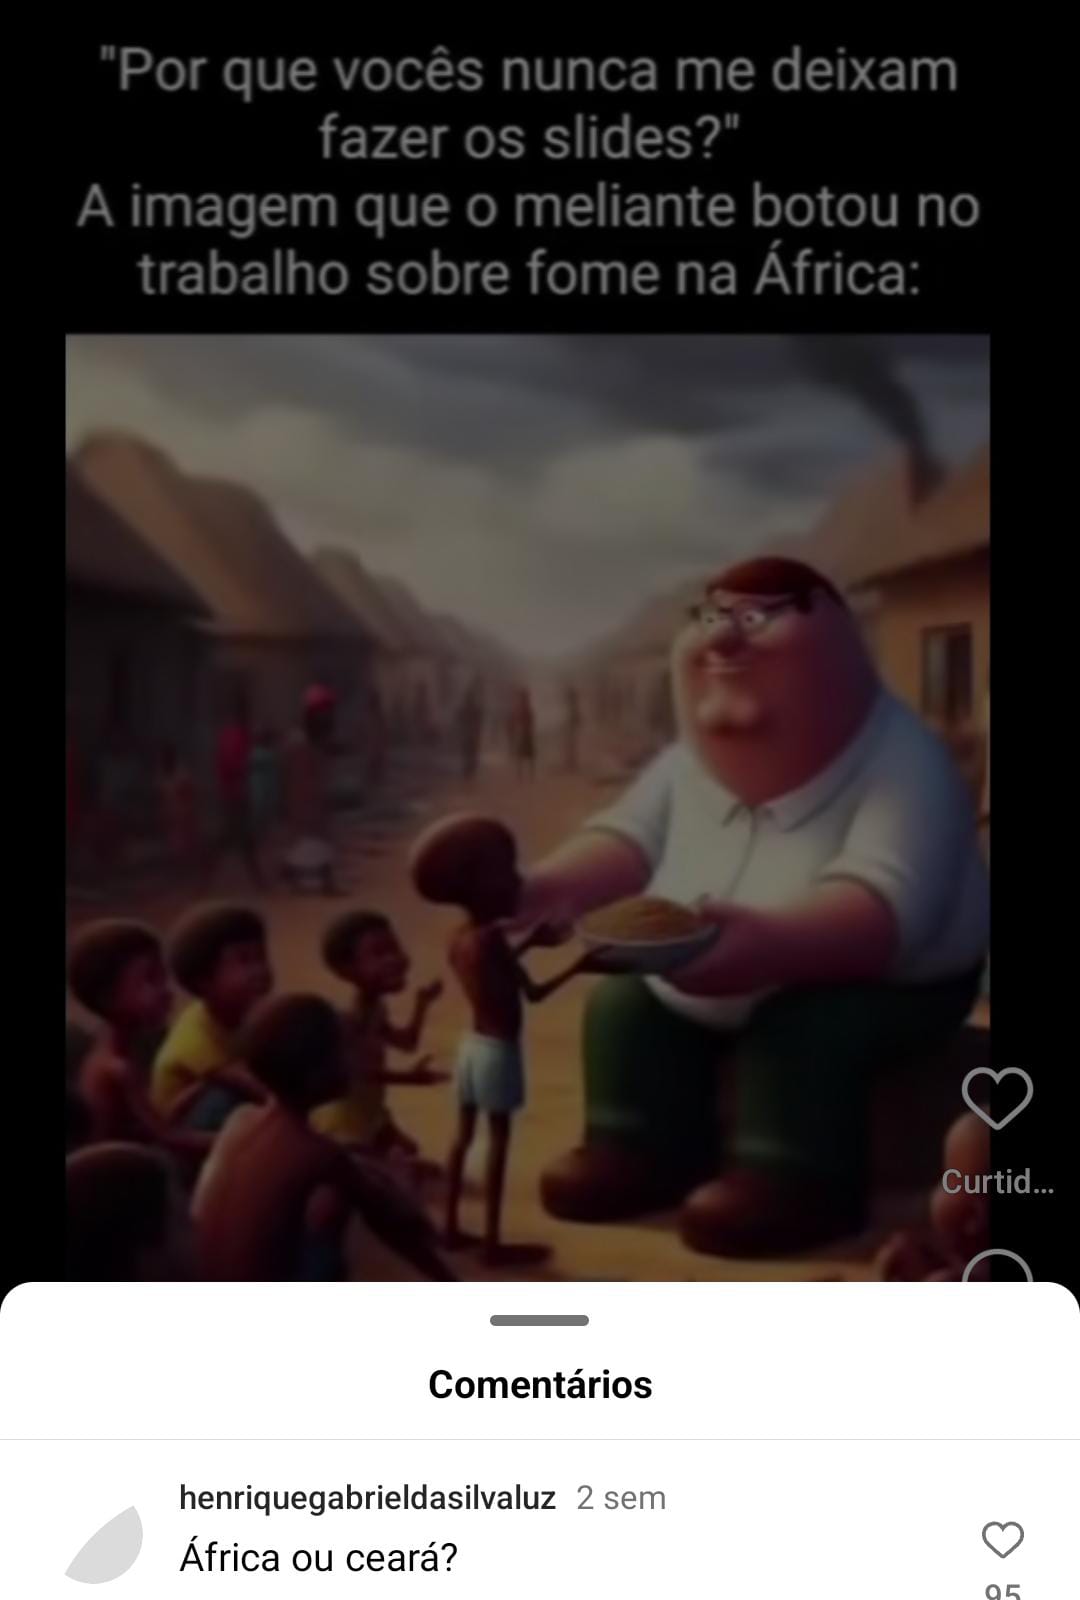 "Por que vocês nunca me deixam
fazer os slides?"
A imagem que o meliante botou no
trabalho sobre fome na África:
Curtid...
Comentários
henriquegabrieldasilvaluz 2 sem
África ou ceará?
95